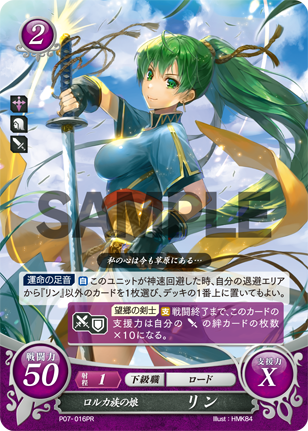 2
私の心は今も草原にある…
SAMPLE
運命の足音 自 このユニットが神速回避した時、自分の退避エリア
から『リン』以外のカードを1枚選び、デッキの1番上に置いてもよい。
望郷の剣士 支 戦闘終了まで、このカードの
支援力は自分の の絆カードの枚数
×10になる。
戦闘力 50
射程 1 下級職 ロード
支援力 X
ロルカ族の娘 リン
P07-016PR Illust：HMK84